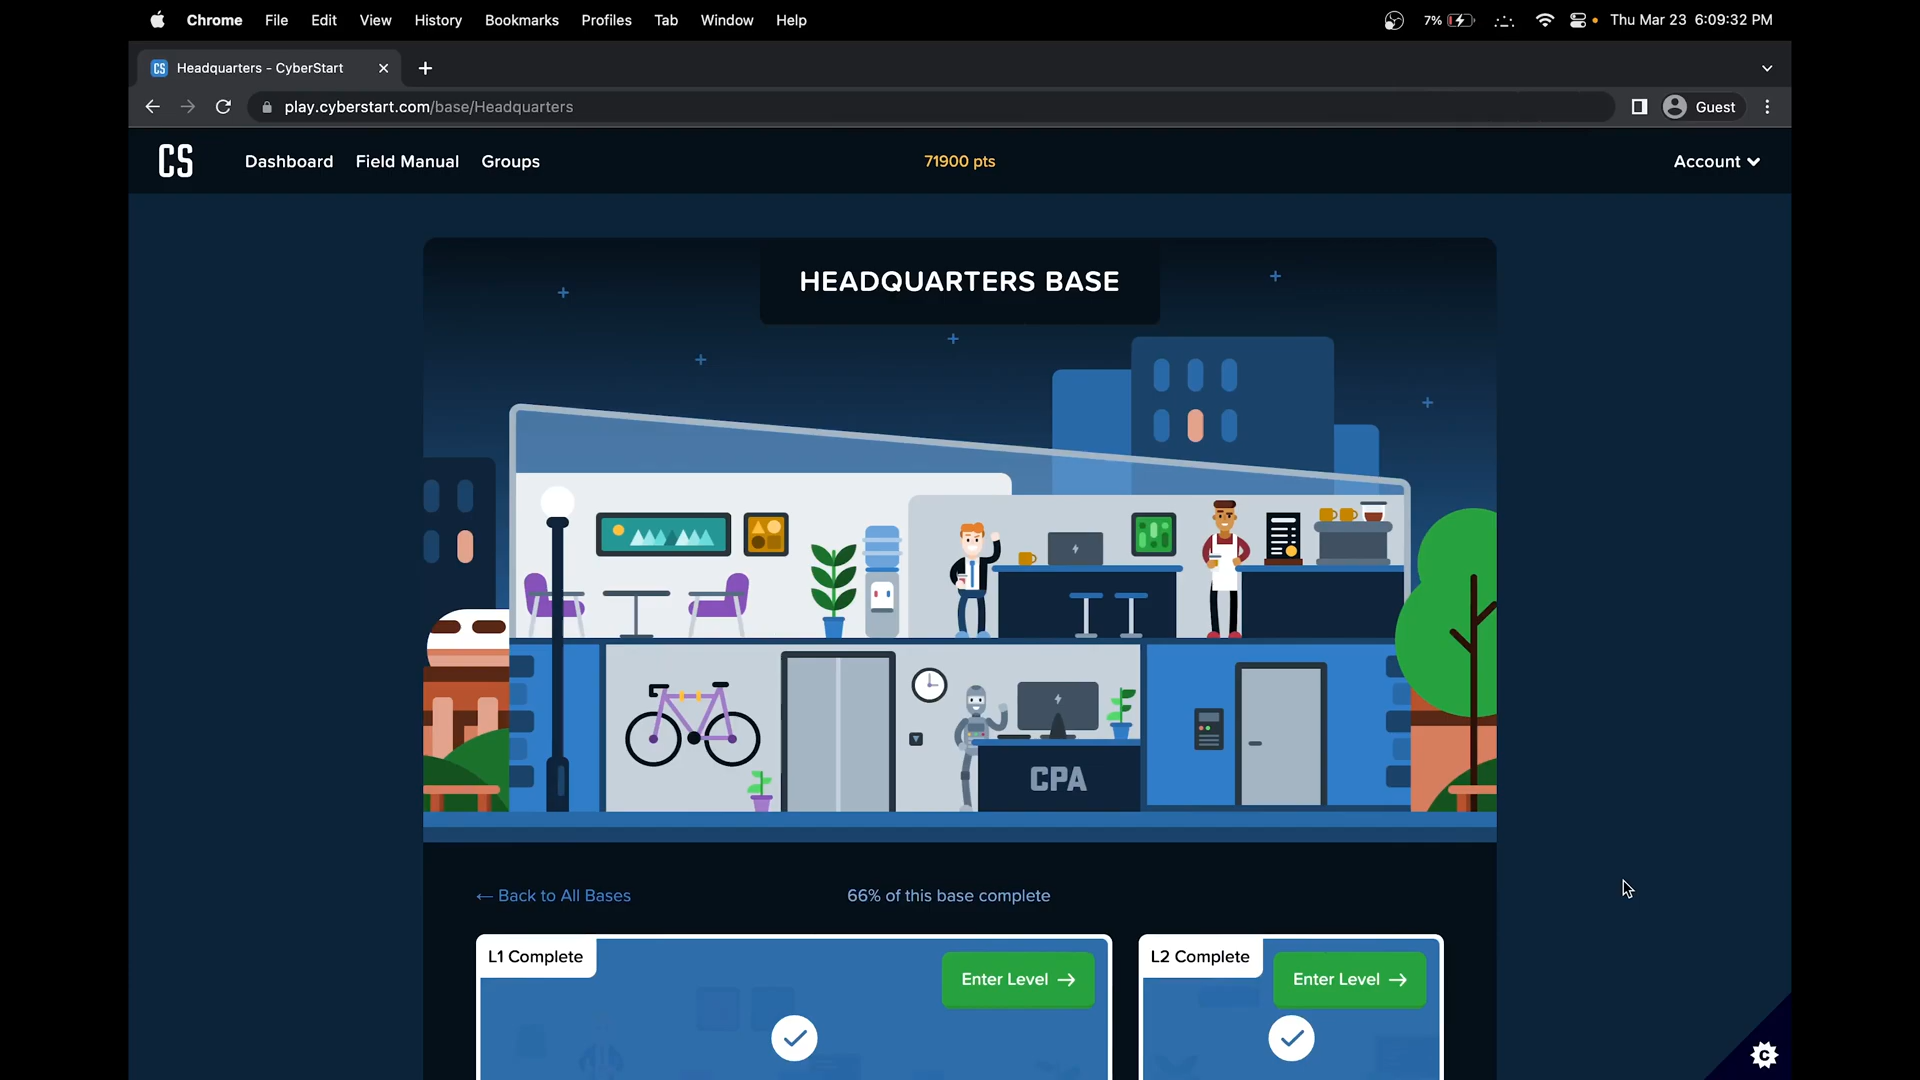 Chrome File Edit View History Bookmarks Profiles Tab Window Help 7% Thu Mar 23 6:09:32 PM
CS Headquarters - CyberStart
play.cyberstart.com/base/Headquarters Guest
CS Dashboard Field Manual Groups 71900 pts Account
HEADQUARTERS BASE
CPA
← Back to All Bases 66% of this base complete
L1 Complete Enter Level → L2 Complete Enter Level →
C